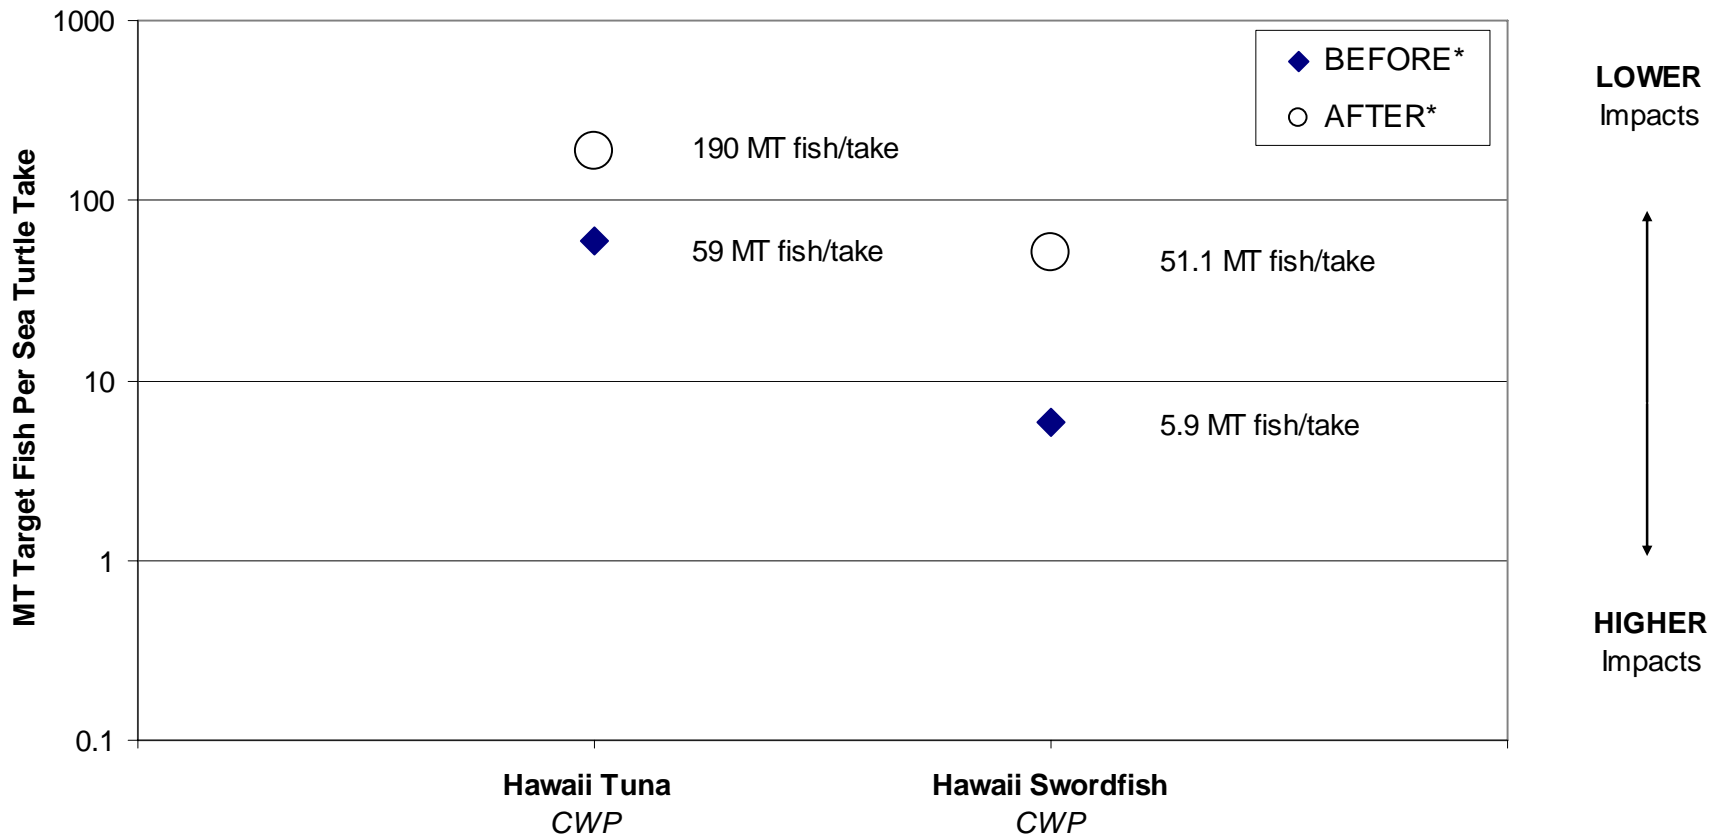 MT Target Fish Per Sea Turtle Take
1000
100
10
1
0.1
BEFORE*
AFTER*
190 MT fish/take
59 MT fish/take
51.1 MT fish/take
5.9 MT fish/take
Hawaii Tuna
CWP
Hawaii Swordfish
CWP
LOWER
Impacts
HIGHER
Impacts